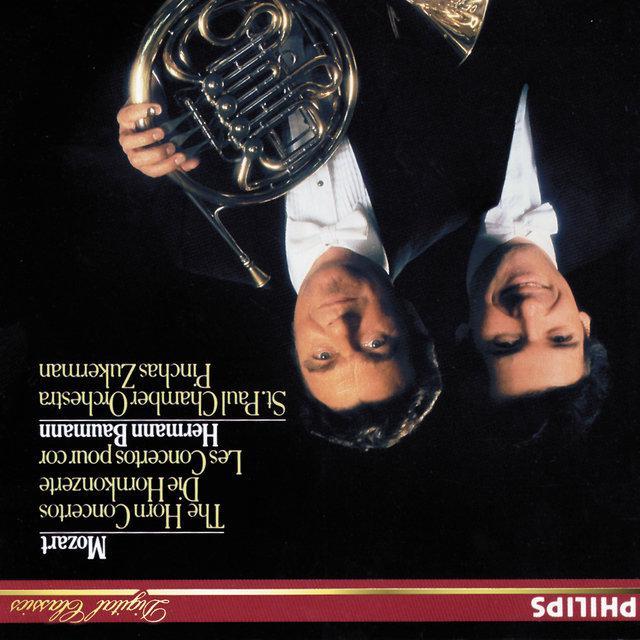 PHILIPS
Digital Classics
Mozart
The Horn Concertos
Die Hornkonzerte
Les Concertos pour cor
Hermann Baumann
St. Paul Chamber Orchestra
Pinchas Zukerman